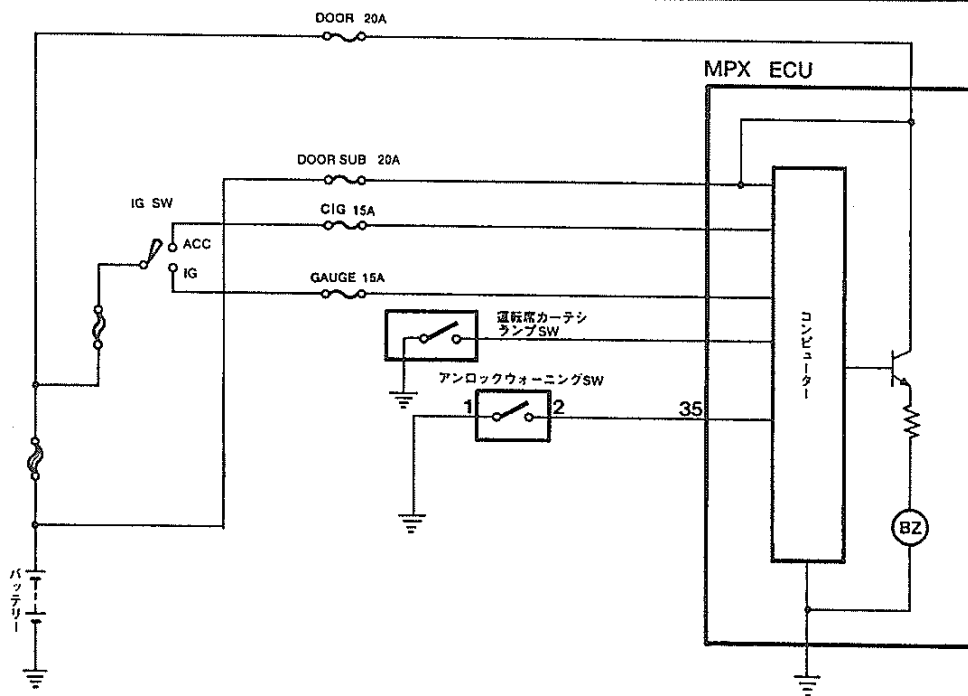 DOOR 20A
MPX ECU
DOOR SUB 20A
IG SW
CIG 15A
ACC
IG
GAUGE 15A
運転席カーテシ
ランプSW
コンピューター
アンロックウォーニングSW
1
2
35
BZ
バッテリー